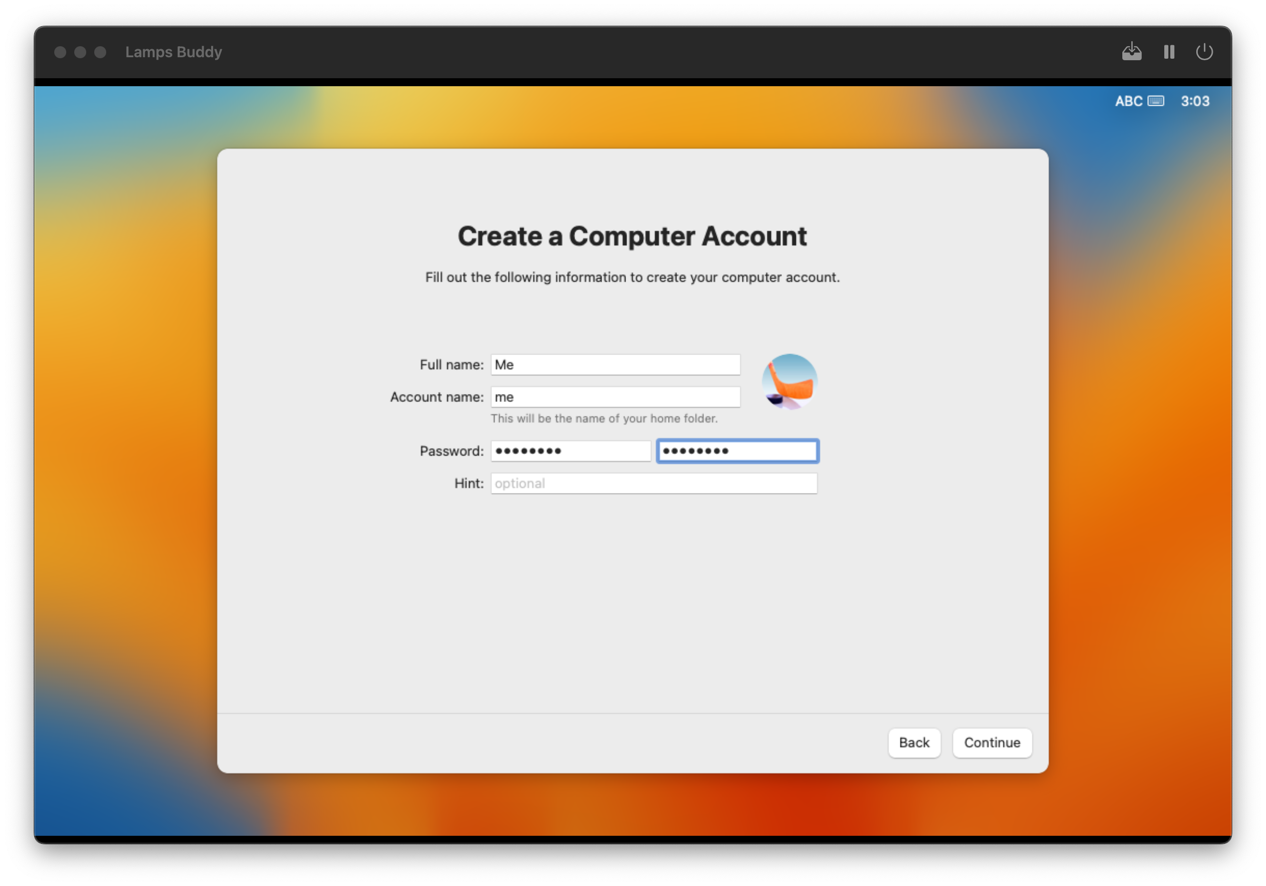 Lamps Buddy
ABC 3:03
Create a Computer Account
Fill out the following information to create your computer account.
Full name: Me
Account name: me
This will be the name of your home folder.
Password: •••••••• ••••••••
Hint: optional
Back Continue